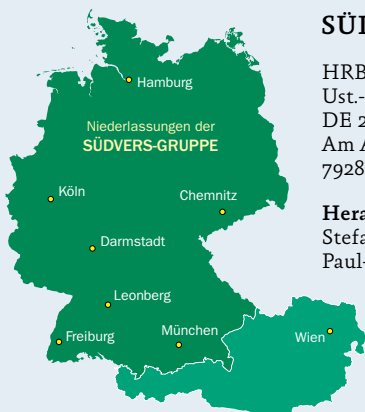 Hamburg
Niederlassungen der
SÜDVERS-GRUPPE
Köln
Chemnitz
Darmstadt
Leonberg
Freiburg
München
Wien
HRB
Ust.-
DE 2
Am A
7928
Stefa
Paul-